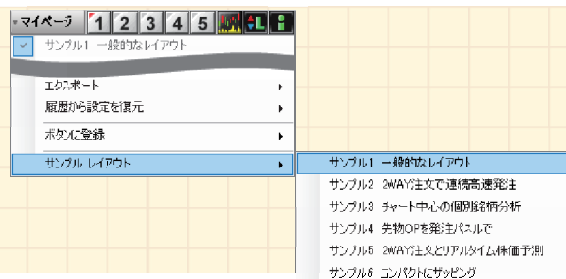 マイページ 1 2 3 4 5
サンプル1 一般的なレイアウト
エクスポート
履歴から設定を復元
ボタンに登録
サンプル レイアウト
サンプル1 一般的なレイアウト
サンプル2 2WAY注文で連続高速発注
サンプル3 チャート中心の個別銘柄分析
サンプル4 先物OPを発注パネルで
サンプル5 2WAY注文とリアルタイム株価予測
サンプル6 コンパクトにザッピング